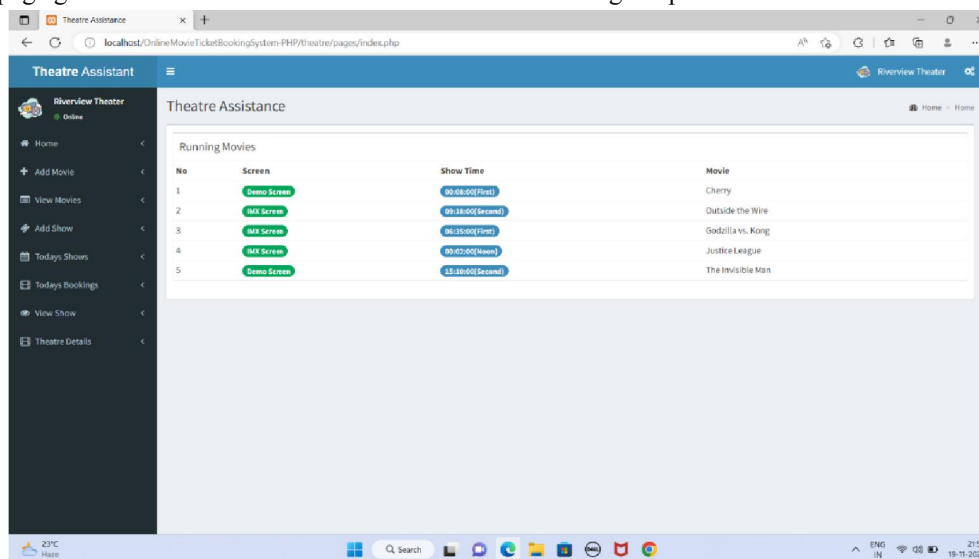 Theatre Assistance
localhost/OnlineMovieTicketBookingSystem-PHP/theatre/pages/index.php
Theatre Assistant
Riverview Theater
Riverview Theater
Online
Theatre Assistance
Home > Home
Home
Add Movie
View Movies
Add Show
Todays Shows
Todays Bookings
View Show
Theatre Details
Running Movies
No Screen Show Time Movie
1 Demo Screen 00:08:00(First) Cherry
2 IMX Screen 09:18:00(Second) Outside the Wire
3 IMX Screen 06:35:00(First) Godzilla vs. Kong
4 IMX Screen 00:02:00(Noon) Justice League
5 Demo Screen 15:10:00(Second) The Invisible Man
23°C
Haze
Search
ENG
IN